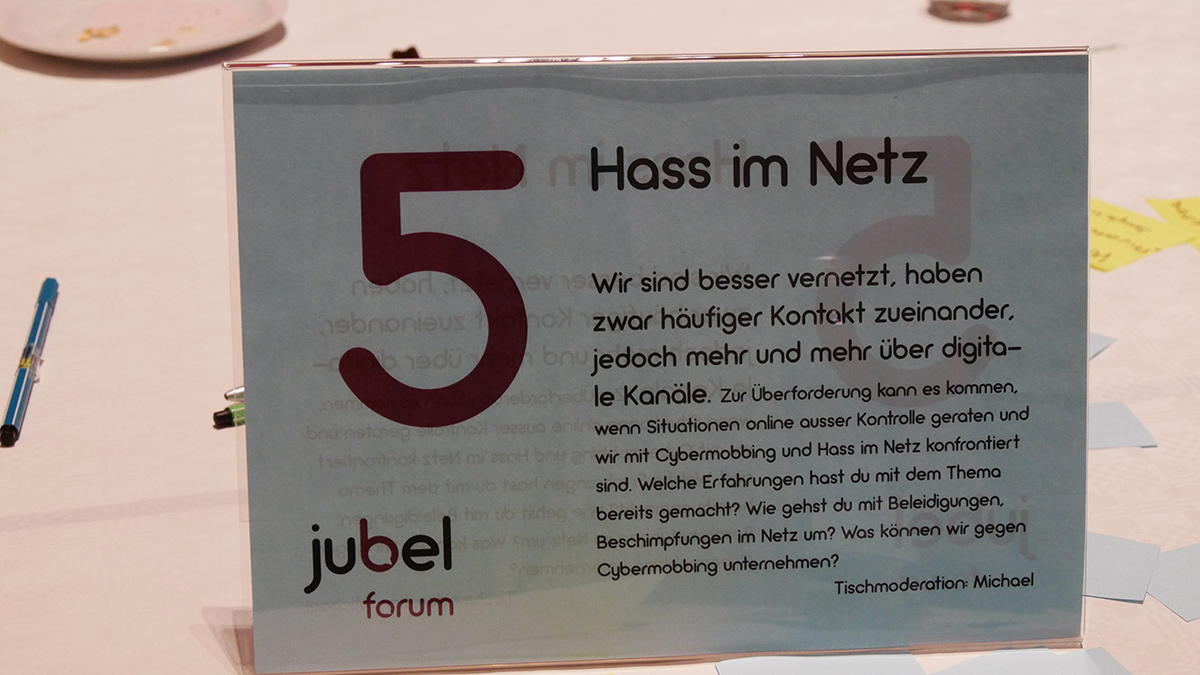 5
Hass im Netz
Wir sind besser vernetzt, haben
zwar häufiger Kontakt zueinander,
jedoch mehr und mehr über digita–
le Kanäle. Zur Überforderung kann es kommen,
wenn Situationen online ausser Kontrolle geraten und
wir mit Cybermobbing und Hass im Netz konfrontiert
sind. Welche Erfahrungen hast du mit dem Thema
bereits gemacht? Wie gehst du mit Beleidigungen,
Beschimpfungen im Netz um? Was können wir gegen
Cybermobbing unternehmen?
Tischmoderation: Michael
jubel
forum